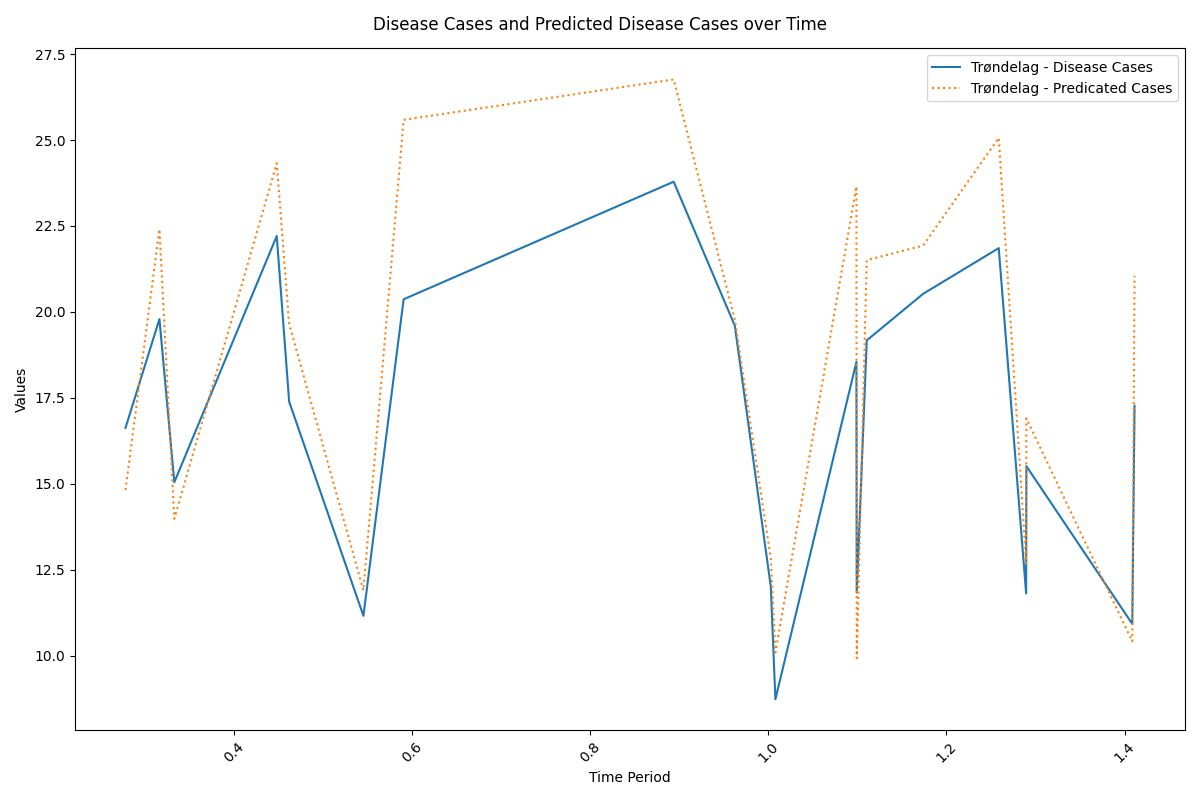 Disease Cases and Predicted Disease Cases over Time
Trøndelag - Disease Cases
Trøndelag - Predicated Cases
Values
27.5
25.0
22.5
20.0
17.5
15.0
12.5
10.0
0.4
0.6
0.8
1.0
1.2
1.4
Time Period